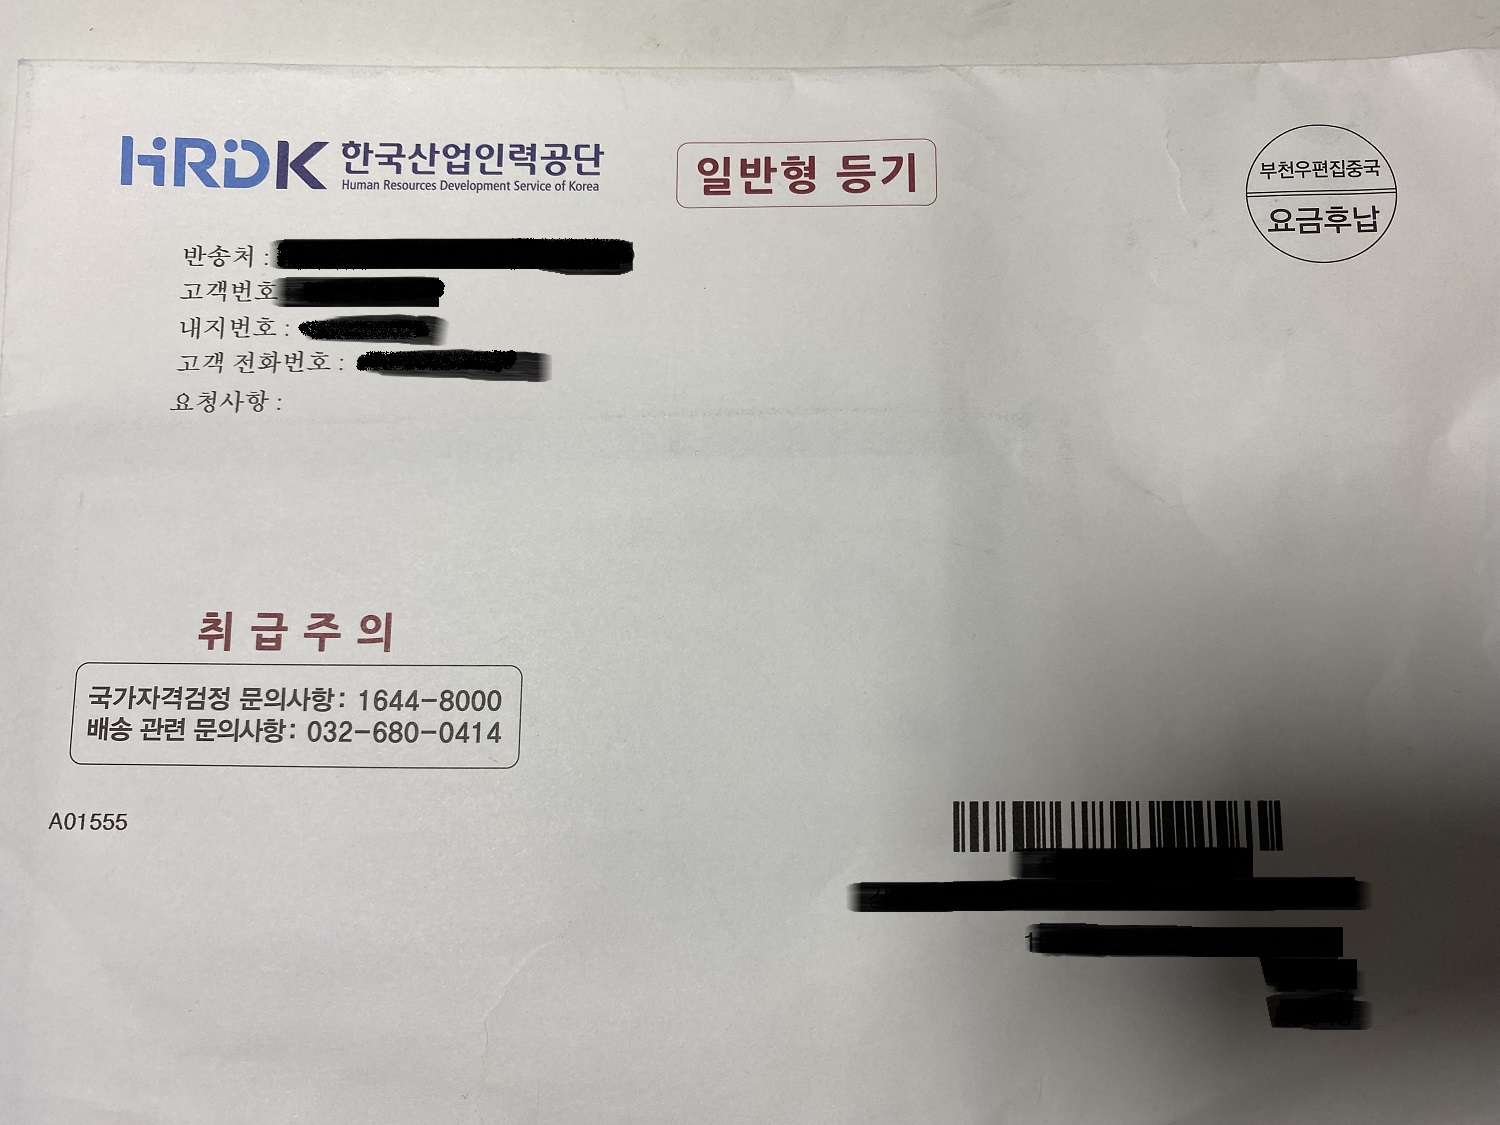 HRDK 한국산업인력공단
Human Resources Development Service of Korea
일반형 등기
부천우편집중국
요금후납
반송처 :
고객번호
내지번호 :
고객 전화번호 :
요청사항 :
취급주의
국가자격검정 문의사항: 1644-8000
배송 관련 문의사항: 032-680-0414
A01555